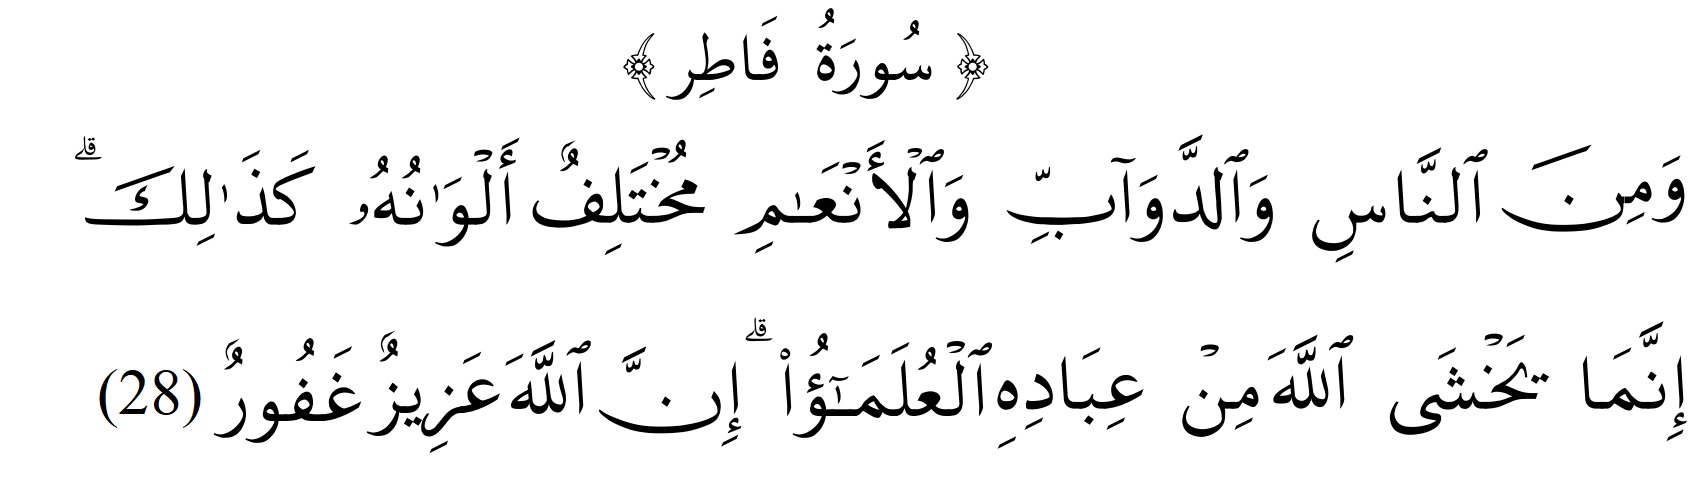 ﴿ سُورَةُ فَاطِر ﴾
وَمِنَ ٱلنَّاسِ وَٱلدَّوَآبِّ وَٱلْأَنْعَـٰمِ مُخْتَلِفٌ أَلْوَٰنُهُۥ كَذَٰلِكَ ۗ
إِنَّمَا يَخْشَى ٱللَّهَ مِنْ عِبَادِهِ ٱلْعُلَمَـٰٓؤُا۟ ۗ إِنَّ ٱللَّهَ عَزِيزٌ غَفُورٌ (28)